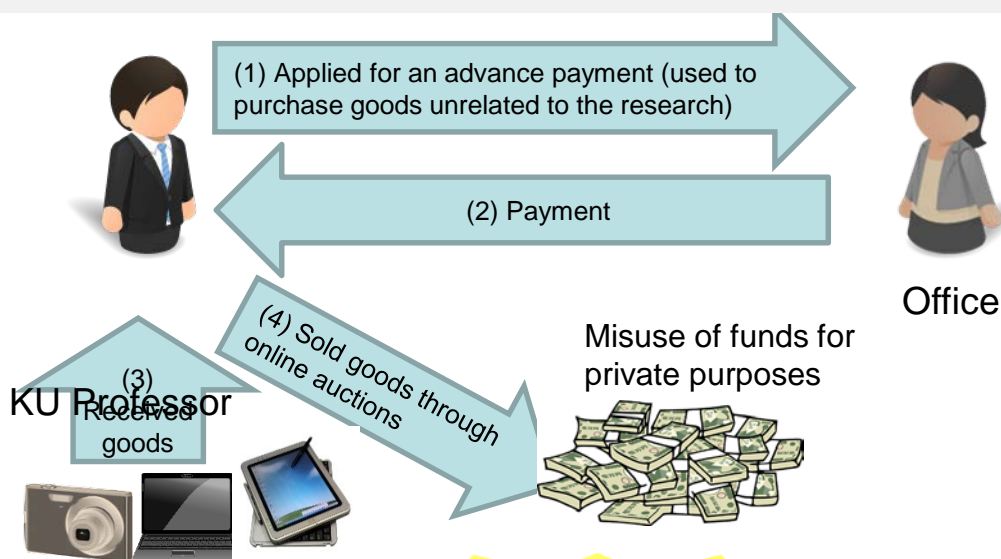 (1) Applied for an advance payment (used to
purchase goods unrelated to the research)
(2) Payment
Office
(4) Sold goods through
online auctions
Misuse of funds for
private purposes
KU Professor
(3)
Received
goods